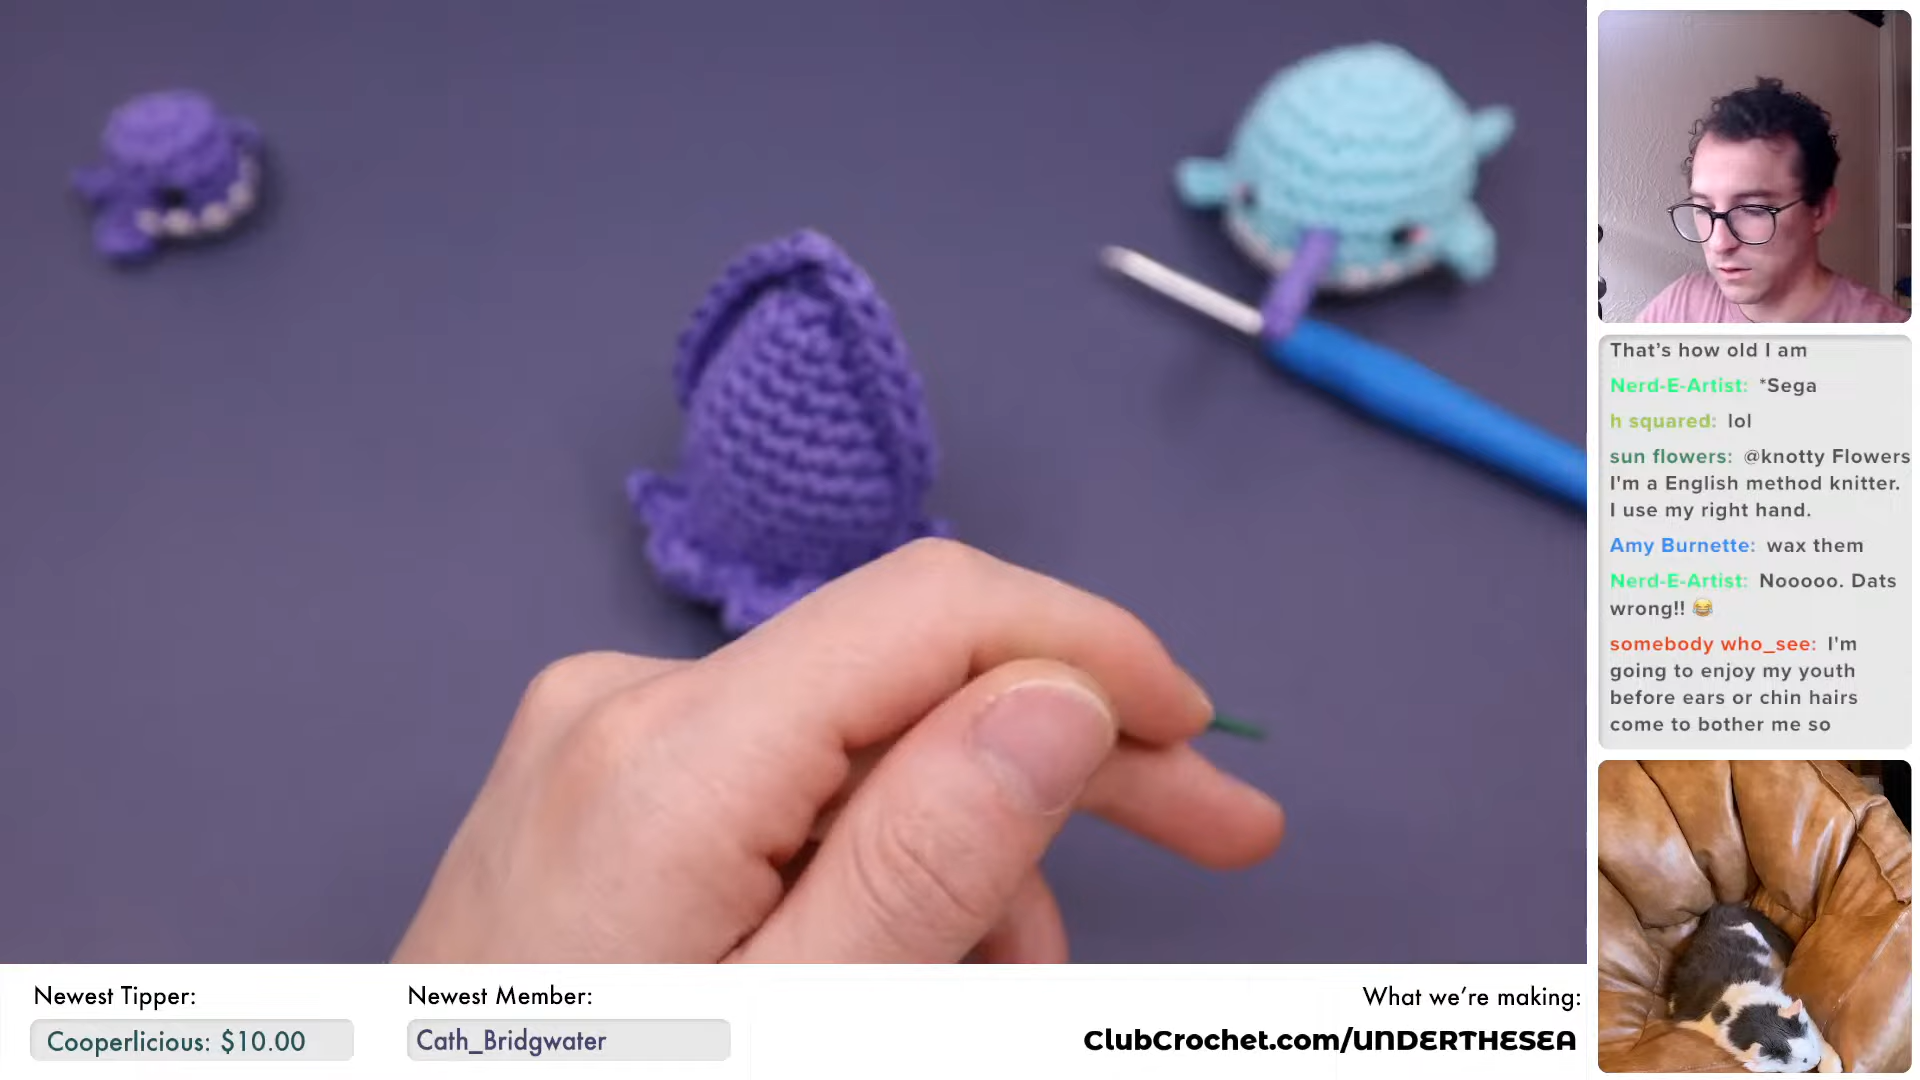 That's how old I am
Nerd-E-Artist: *Sega
h squared: lol
sun flowers: @knotty Flowers
I'm a English method knitter.
I use my right hand.
Amy Burnette: wax them
Nerd-E-Artist: Nooooo. Dats
wrong!! 😂
somebody who_see: I'm
going to enjoy my youth
before ears or chin hairs
come to bother me so
Newest Tipper:
Cooperlicious: $10.00
Newest Member:
Cath_Bridgwater
What we're making:
ClubCrochet.com/UNDERTHESEA